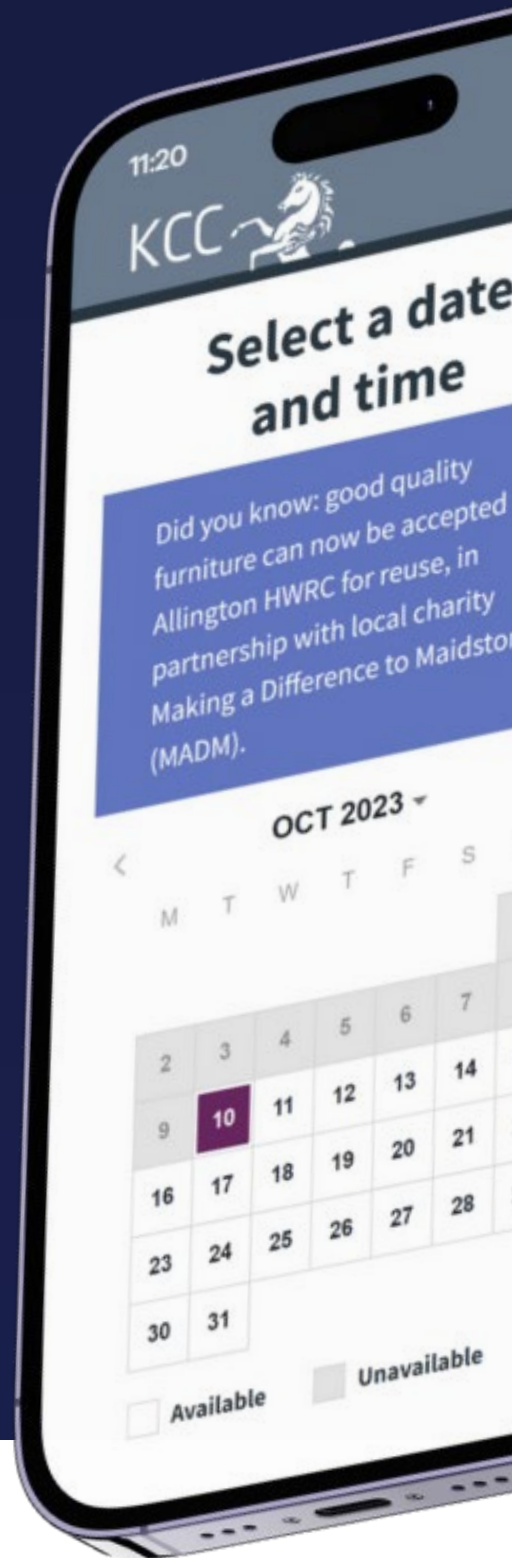 11:20
KCC
Select a date
and time
Did you know: good quality
furniture can now be accepted
Allington HWRC for reuse, in
partnership with local charity
Making a Difference to Maidsto
(MADM).
OCT 2023
M T W T F S
2 3 4 5 6 7
9 10 11 12 13 14
16 17 18 19 20 21
23 24 25 26 27 28
30 31
Available Unavailable